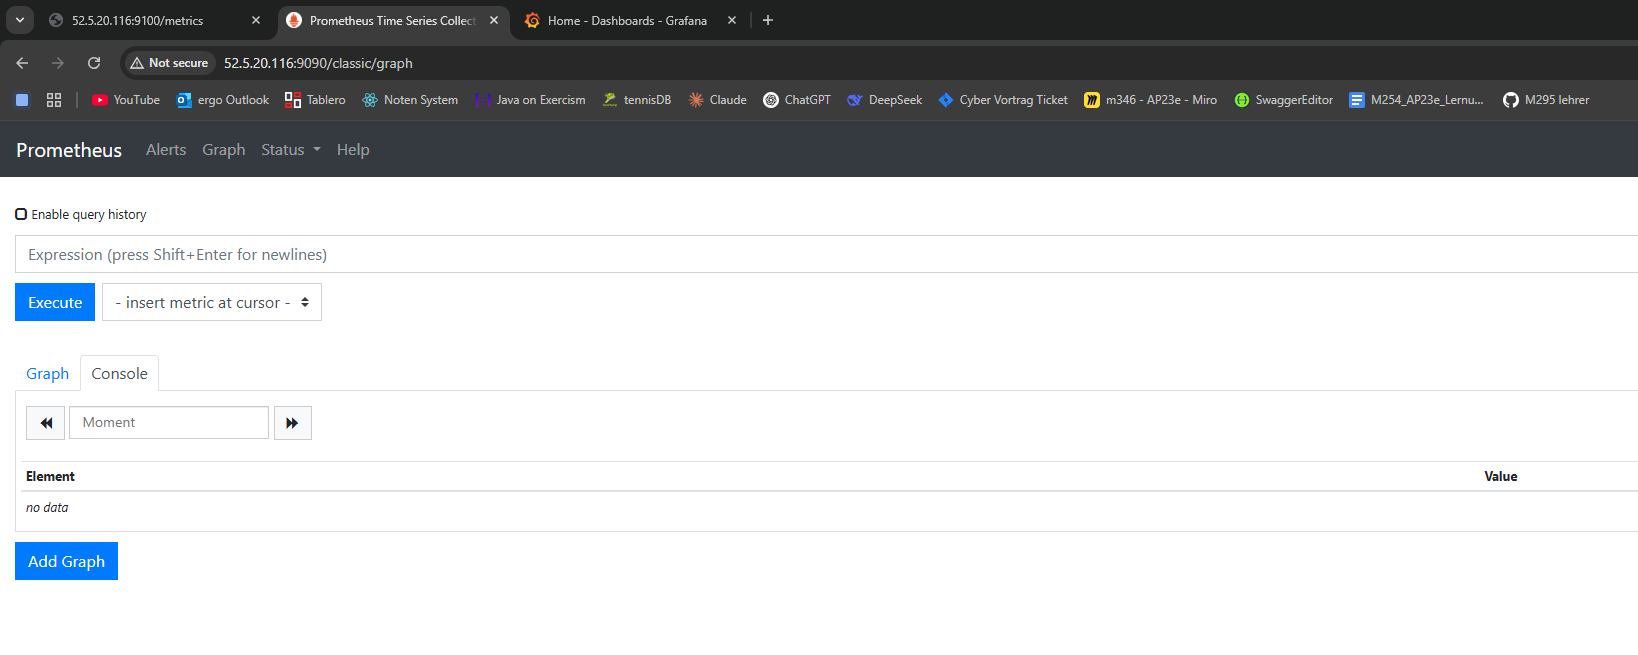 52.5.20.116:9100/metrics
Prometheus Time Series Collect
Home - Dashboards - Grafana
Not secure
52.5.20.116:9090/classic/graph
YouTube
ergo Outlook
Tablero
Noten System
Java on Exercism
tennisDB
Claude
ChatGPT
DeepSeek
Cyber Vortrag Ticket
m346 - AP23e - Miro
SwaggerEditor
M254_AP23e_Lernu...
M295 lehrer
Prometheus
Alerts
Graph
Status
Help
Enable query history
Expression (press Shift+Enter for newlines)
Execute
- insert metric at cursor -
Graph
Console
Moment
Element
Value
no data
Add Graph